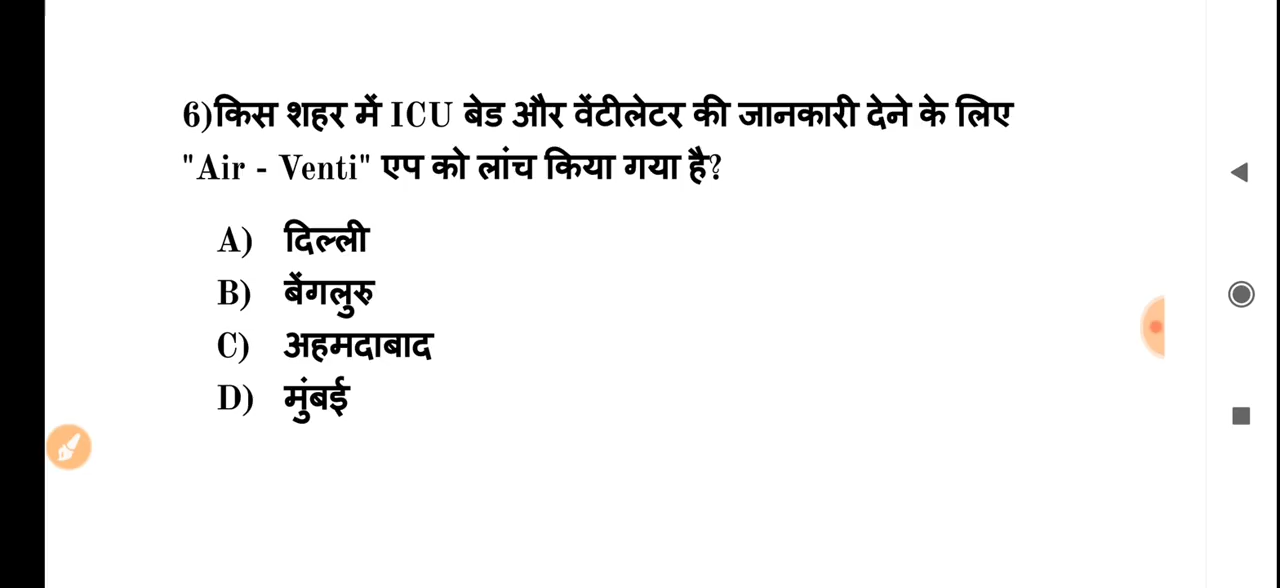 6)किस शहर में ICU बेड और वेंटीलेटर की जानकारी देने के लिए
"Air - Venti" एप को लांच किया गया है?
A) दिल्ली
B) बेंगलुरु
C) अहमदाबाद
D) मुंबई